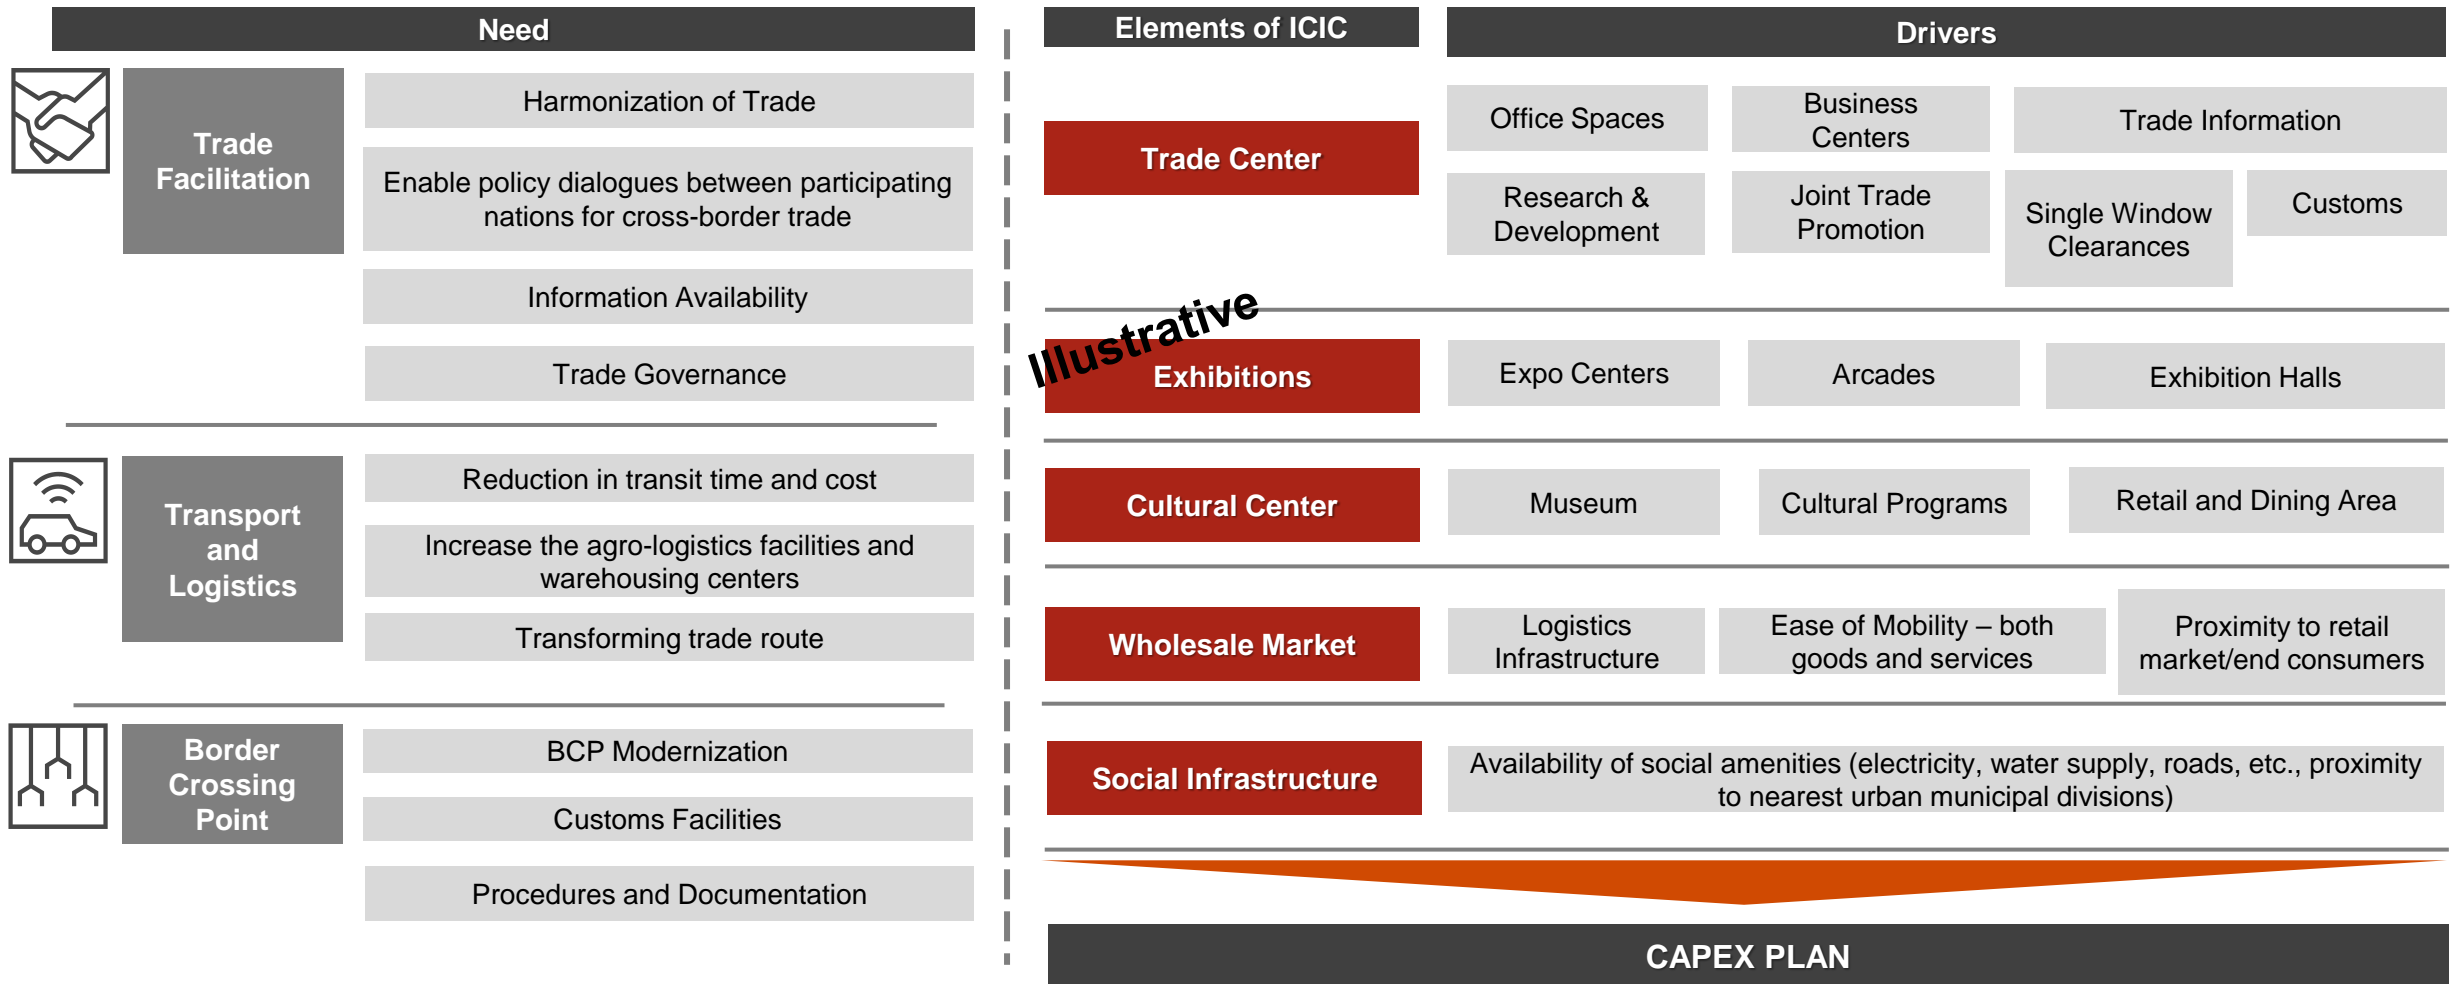 Need
Trade
Facilitation
Harmonization of Trade
Enable policy dialogues between participating
nations for cross-border trade
Information Availability
Trade Governance
Transport
and
Logistics
Reduction in transit time and cost
Increase the agro-logistics facilities and
warehousing centers
Transforming trade route
Border
Crossing
Point
BCP Modernization
Customs Facilities
Procedures and Documentation
Elements of ICIC
Drivers
Trade Center
Office Spaces
Business
Centers
Trade Information
Research &
Development
Joint Trade
Promotion
Single Window
Clearances
Customs
Illustrative
Exhibitions
Expo Centers
Arcades
Exhibition Halls
Cultural Center
Museum
Cultural Programs
Retail and Dining Area
Wholesale Market
Logistics
Infrastructure
Ease of Mobility – both
goods and services
Proximity to retail
market/end consumers
Social Infrastructure
Availability of social amenities (electricity, water supply, roads, etc., proximity
to nearest urban municipal divisions)
CAPEX PLAN